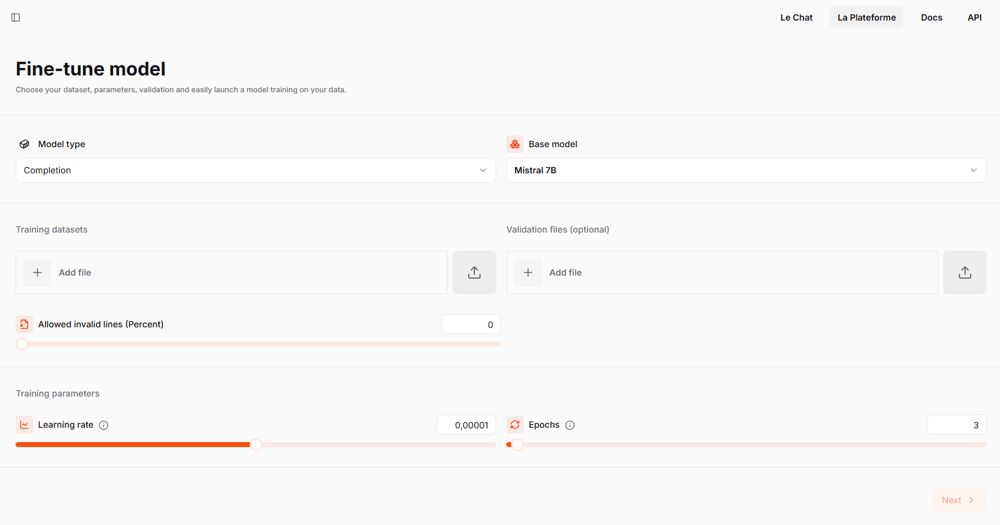 Le Chat
La Plateforme
Docs
API
Fine-tune model
Choose your dataset, parameters, validation and easily launch a model training on your data.
Model type
Completion
Base model
Mistral 7B
Training datasets
Add file
Validation files (optional)
Add file
Allowed invalid lines (Percent)
0
Training parameters
Learning rate
0,00001
Epochs
3
Next